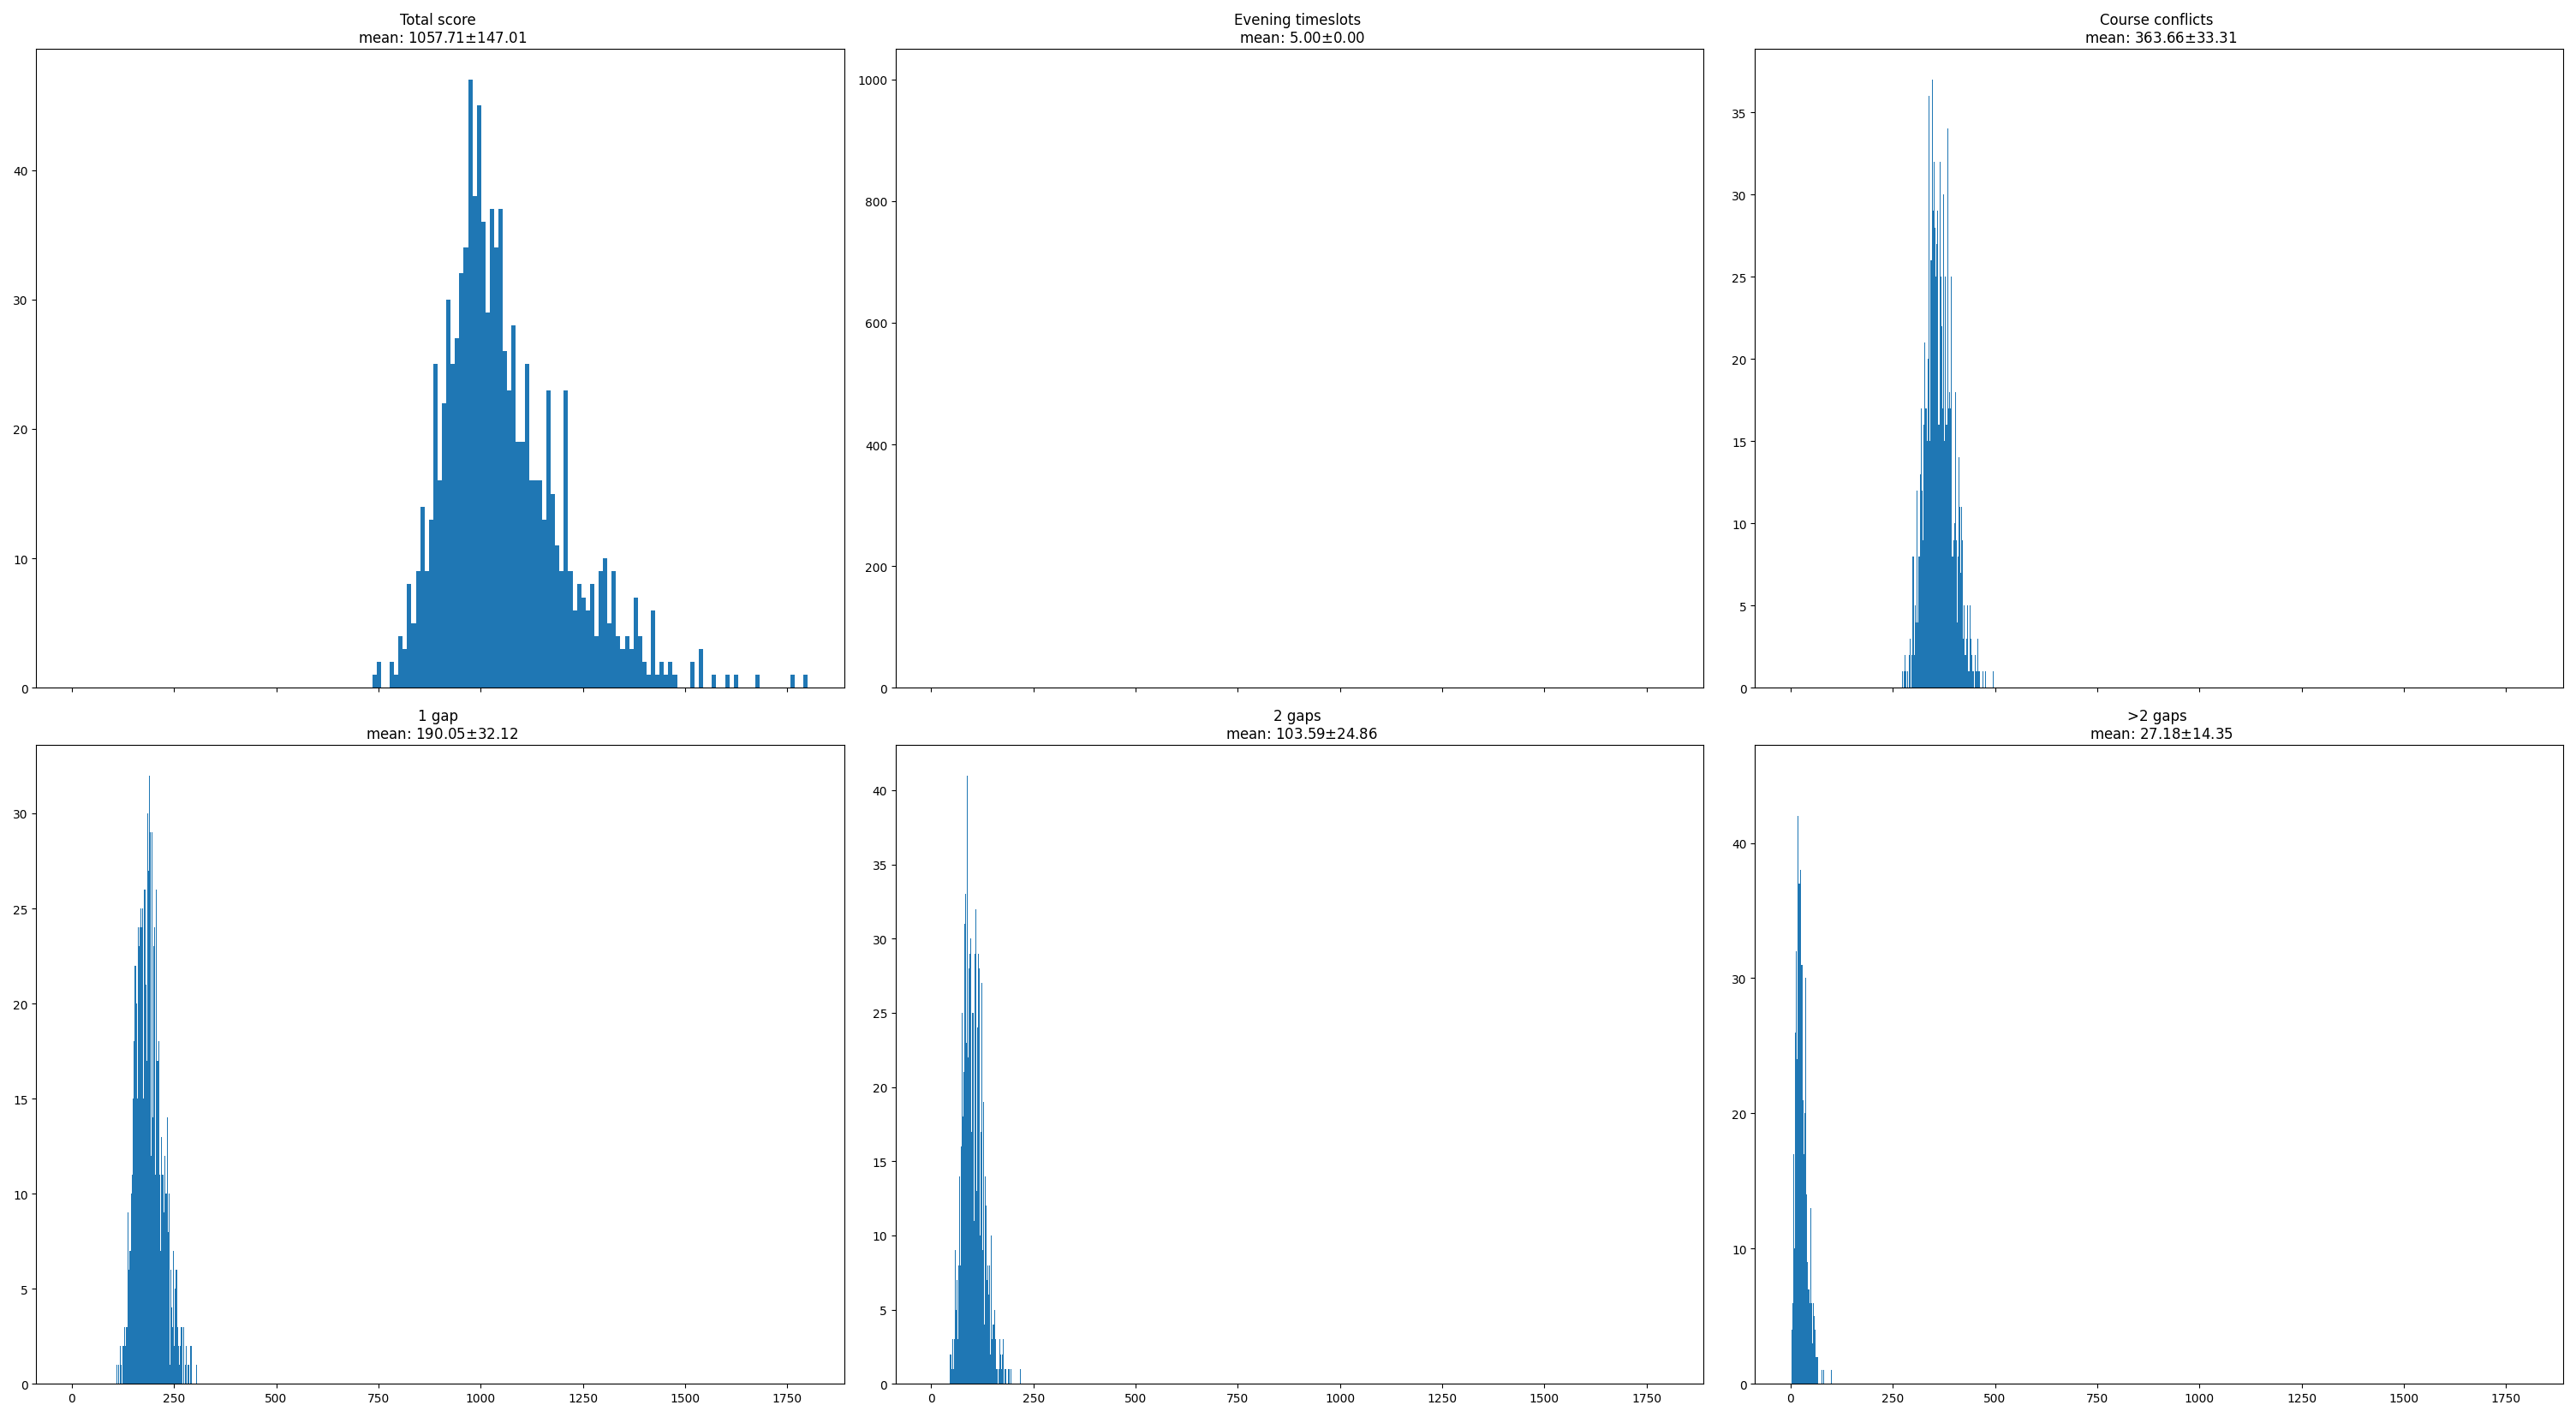 Total score
mean: 1057.71±147.01
Evening timeslots
mean: 5.00±0.00
Course conflicts
mean: 363.66±33.31
40
30
20
10
0
1000
800
600
400
200
0
35
30
25
20
15
10
5
0
1 gap
mean: 190.05±32.12
2 gaps
mean: 103.59±24.86
>2 gaps
mean: 27.18±14.35
30
25
20
15
10
5
0
0 250 500 750 1000 1250 1500 1750
40
35
30
25
20
15
10
5
0
0 250 500 750 1000 1250 1500 1750
40
30
20
10
0
0 250 500 750 1000 1250 1500 1750